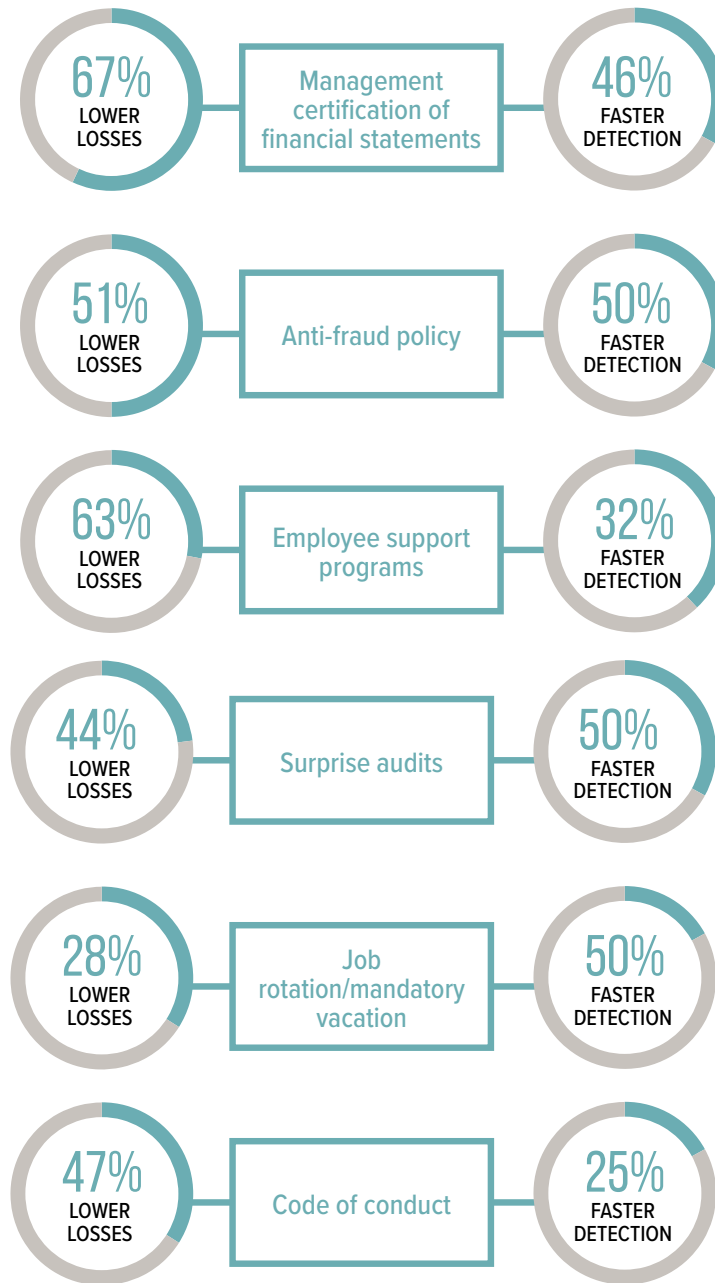 67%
LOWER
LOSSES
Management
certification of
financial statements
46%
FASTER
DETECTION
51%
LOWER
LOSSES
Anti-fraud policy
50%
FASTER
DETECTION
63%
LOWER
LOSSES
Employee support
programs
32%
FASTER
DETECTION
44%
LOWER
LOSSES
Surprise audits
50%
FASTER
DETECTION
28%
LOWER
LOSSES
Job
rotation/mandatory
vacation
50%
FASTER
DETECTION
47%
LOWER
LOSSES
Code of conduct
25%
FASTER
DETECTION